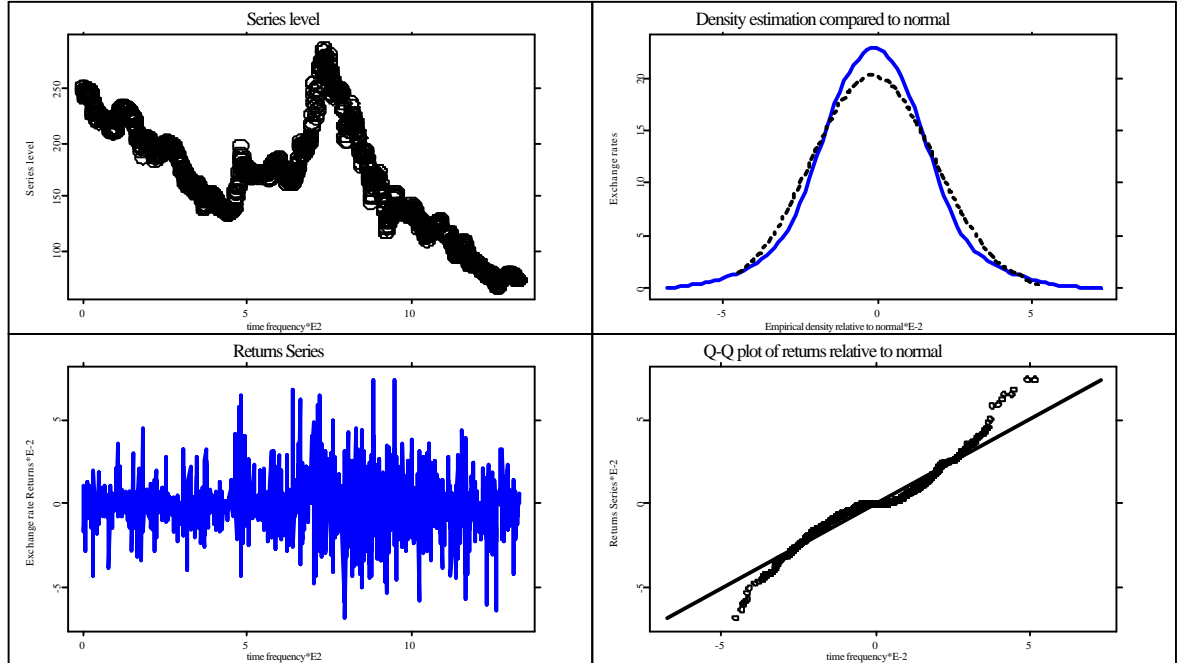 Series level
Series level
250
200
150
100
0
5
10
time frequency*E2
Density estimation compared to normal
Exchange rates
20
15
10
5
0
-5
0
5
Empirical density relative to normal*E-2
Returns Series
Exchange rate Returns*E-2
5
0
-5
0
5
10
time frequency*E2
Q-Q plot of returns relative to normal
Returns Series*E-2
5
0
-5
-5
0
5
time frequency*E-2